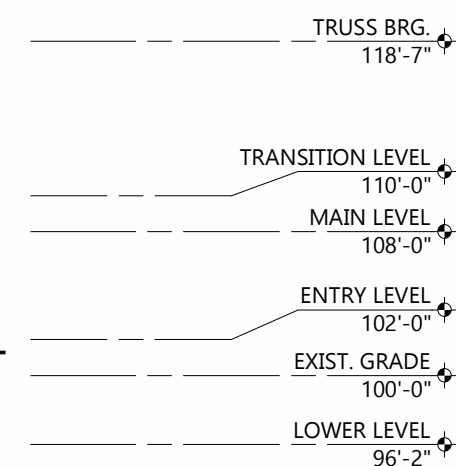 TRUSS BRG.
118'-7"
TRANSITION LEVEL
110'-0"
MAIN LEVEL
108'-0"
ENTRY LEVEL
102'-0"
EXIST. GRADE
100'-0"
LOWER LEVEL
96'-2"